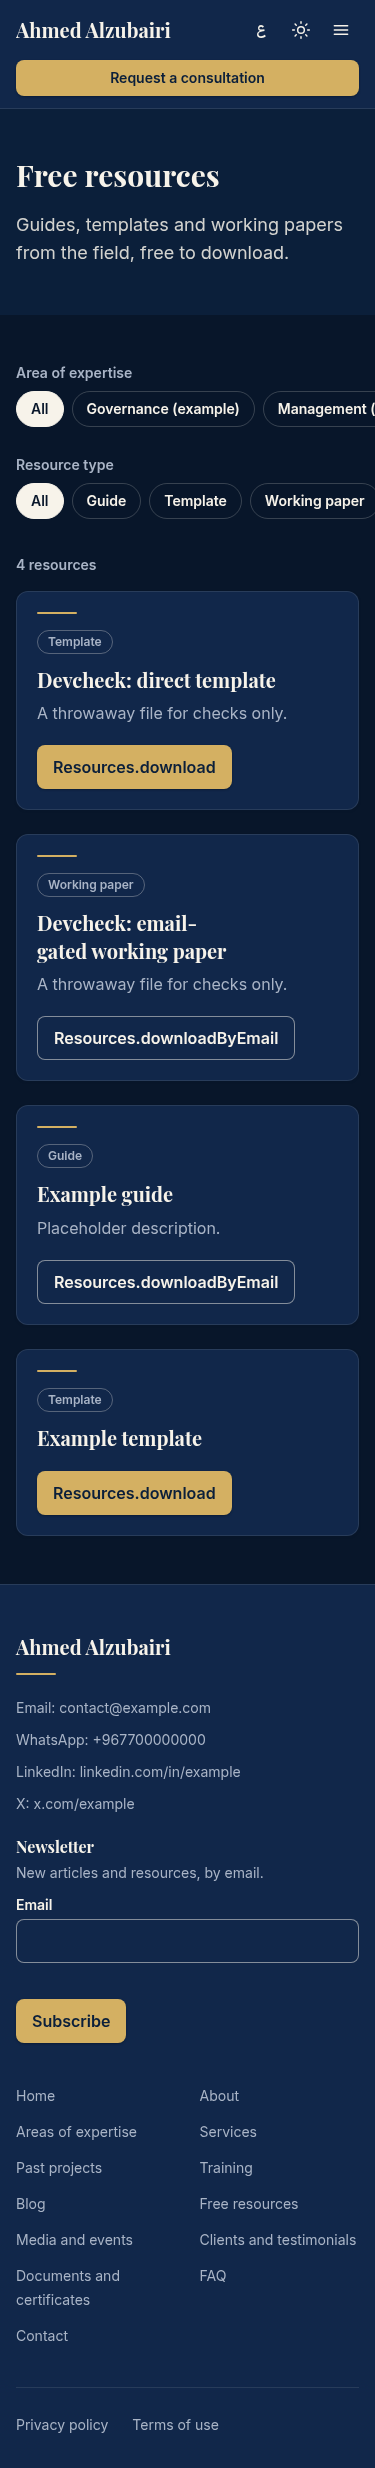 Ahmed Alzubairi
ع
Request a consultation
Free resources
Guides, templates and working papers
from the field, free to download.
Area of expertise
All
Governance (example)
Management (
Resource type
All
Guide
Template
Working paper
4 resources
Template
Devcheck: direct template
A throwaway file for checks only.
Resources.download
Working paper
Devcheck: email-
gated working paper
A throwaway file for checks only.
Resources.downloadByEmail
Guide
Example guide
Placeholder description.
Resources.downloadByEmail
Template
Example template
Resources.download
Ahmed Alzubairi
Email: contact@example.com
WhatsApp: +967700000000
LinkedIn: linkedin.com/in/example
X: x.com/example
Newsletter
New articles and resources, by email.
Email
Subscribe
Home
About
Areas of expertise
Services
Past projects
Training
Blog
Free resources
Media and events
Clients and testimonials
Documents and
certificates
FAQ
Contact
Privacy policy
Terms of use